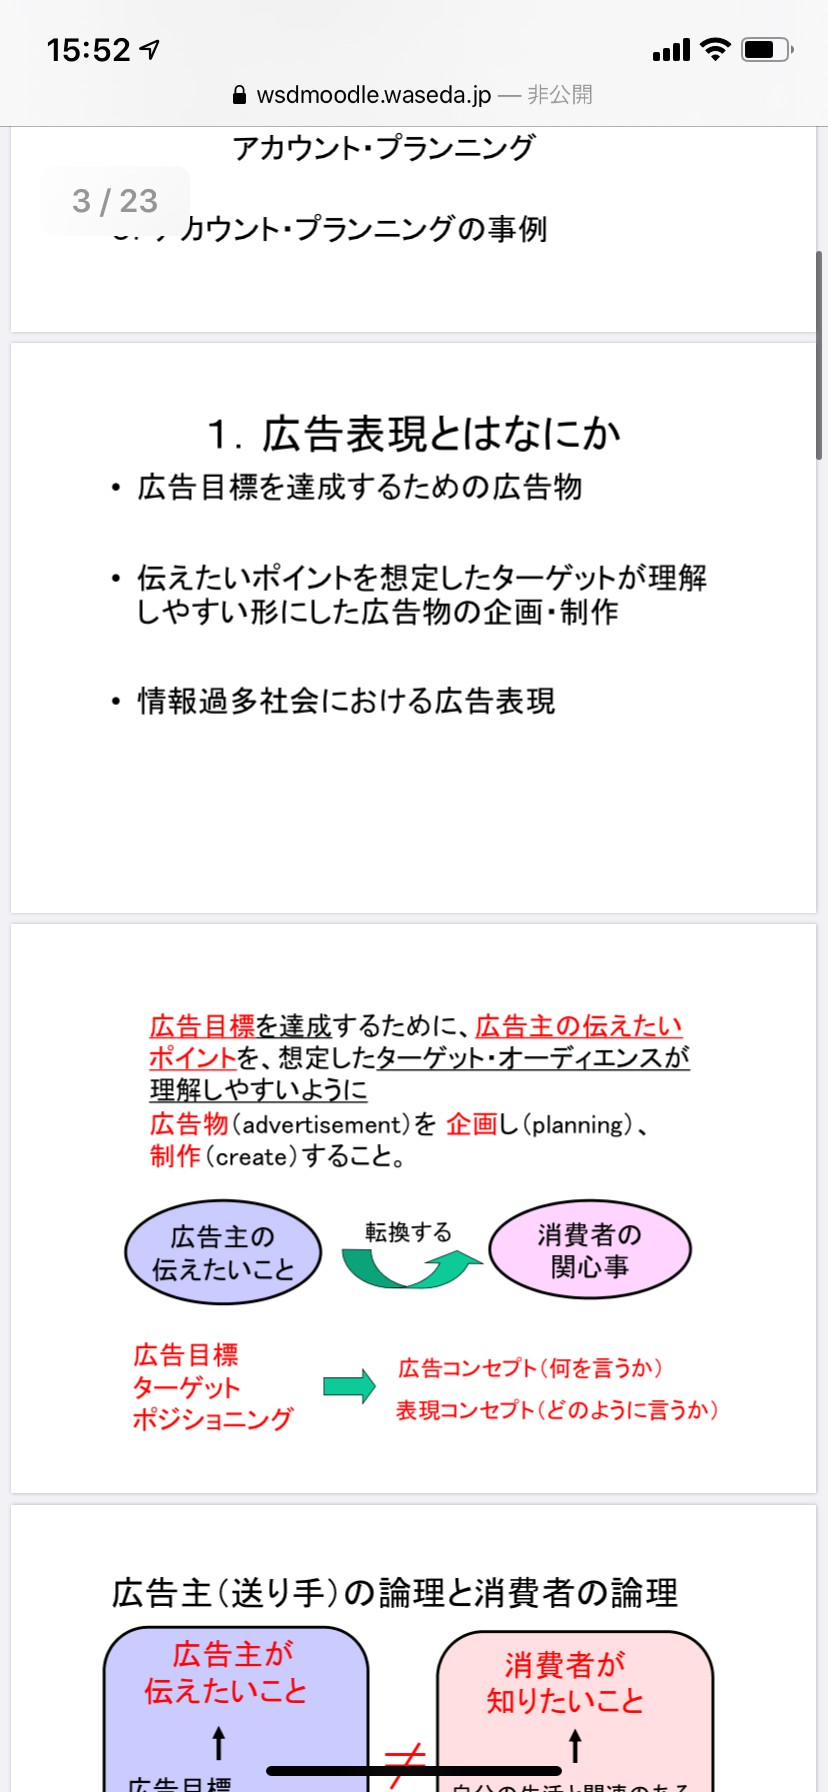 15:52
wsdmoodle.waseda.jp — 非公開
アカウント・プランニング
3 / 23
カウント・プランニングの事例
1．広告表現とはなにか
• 広告目標を達成するための広告物
• 伝えたいポイントを想定したターゲットが理解
しやすい形にした広告物の企画・制作
• 情報過多社会における広告表現
広告目標を達成するために、広告主の伝えたい
ポイントを、想定したターゲット・オーディエンスが
理解しやすいように
広告物（advertisement）を 企画し（planning）、
制作（create）すること。
広告主の
伝えたいこと
転換する
消費者の
関心事
広告目標
ターゲット
ポジショニング
広告コンセプト（何を言うか）
表現コンセプト（どのように言うか）
広告主（送り手）の論理と消費者の論理
広告主が
伝えたいこと
消費者が
知りたいこと
≠
広告目標
自分の生活と関連のある